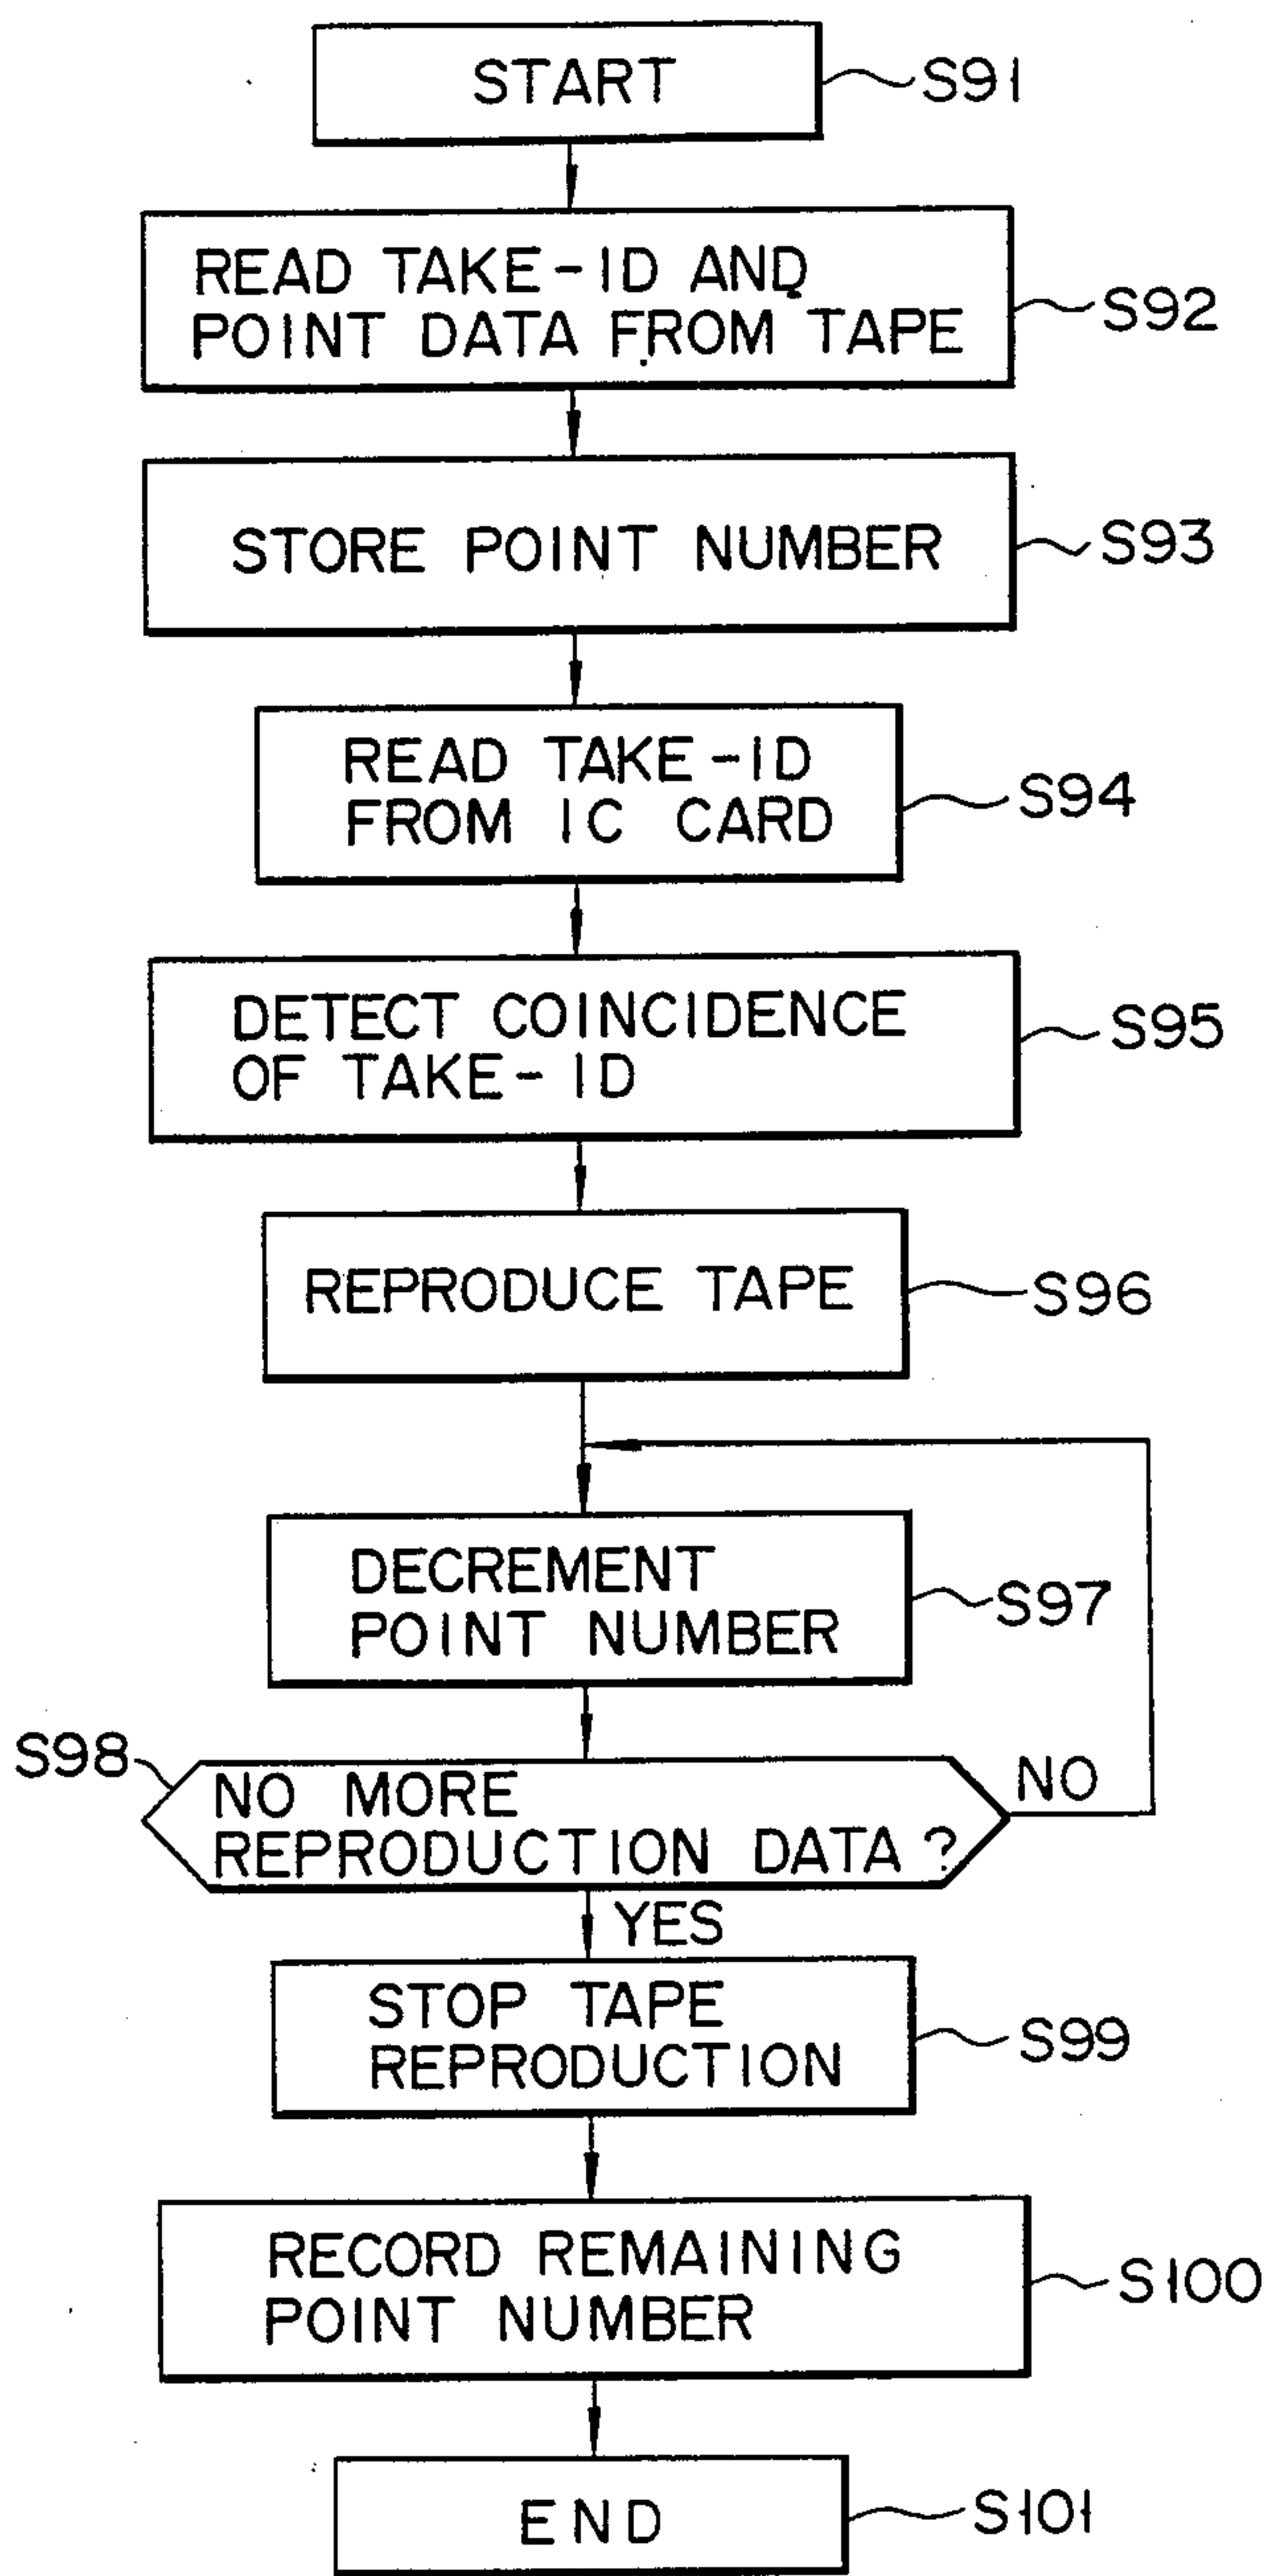 START
S91
READ TAKE-ID AND
POINT DATA FROM TAPE
S92
STORE POINT NUMBER
S93
READ TAKE-ID
FROM IC CARD
S94
DETECT COINCIDENCE
OF TAKE-ID
S95
REPRODUCE TAPE
S96
DECREMENT
POINT NUMBER
S97
S98
NO MORE
REPRODUCTION DATA?
NO
YES
STOP TAPE
REPRODUCTION
S99
RECORD REMAINING
POINT NUMBER
S100
END
S101